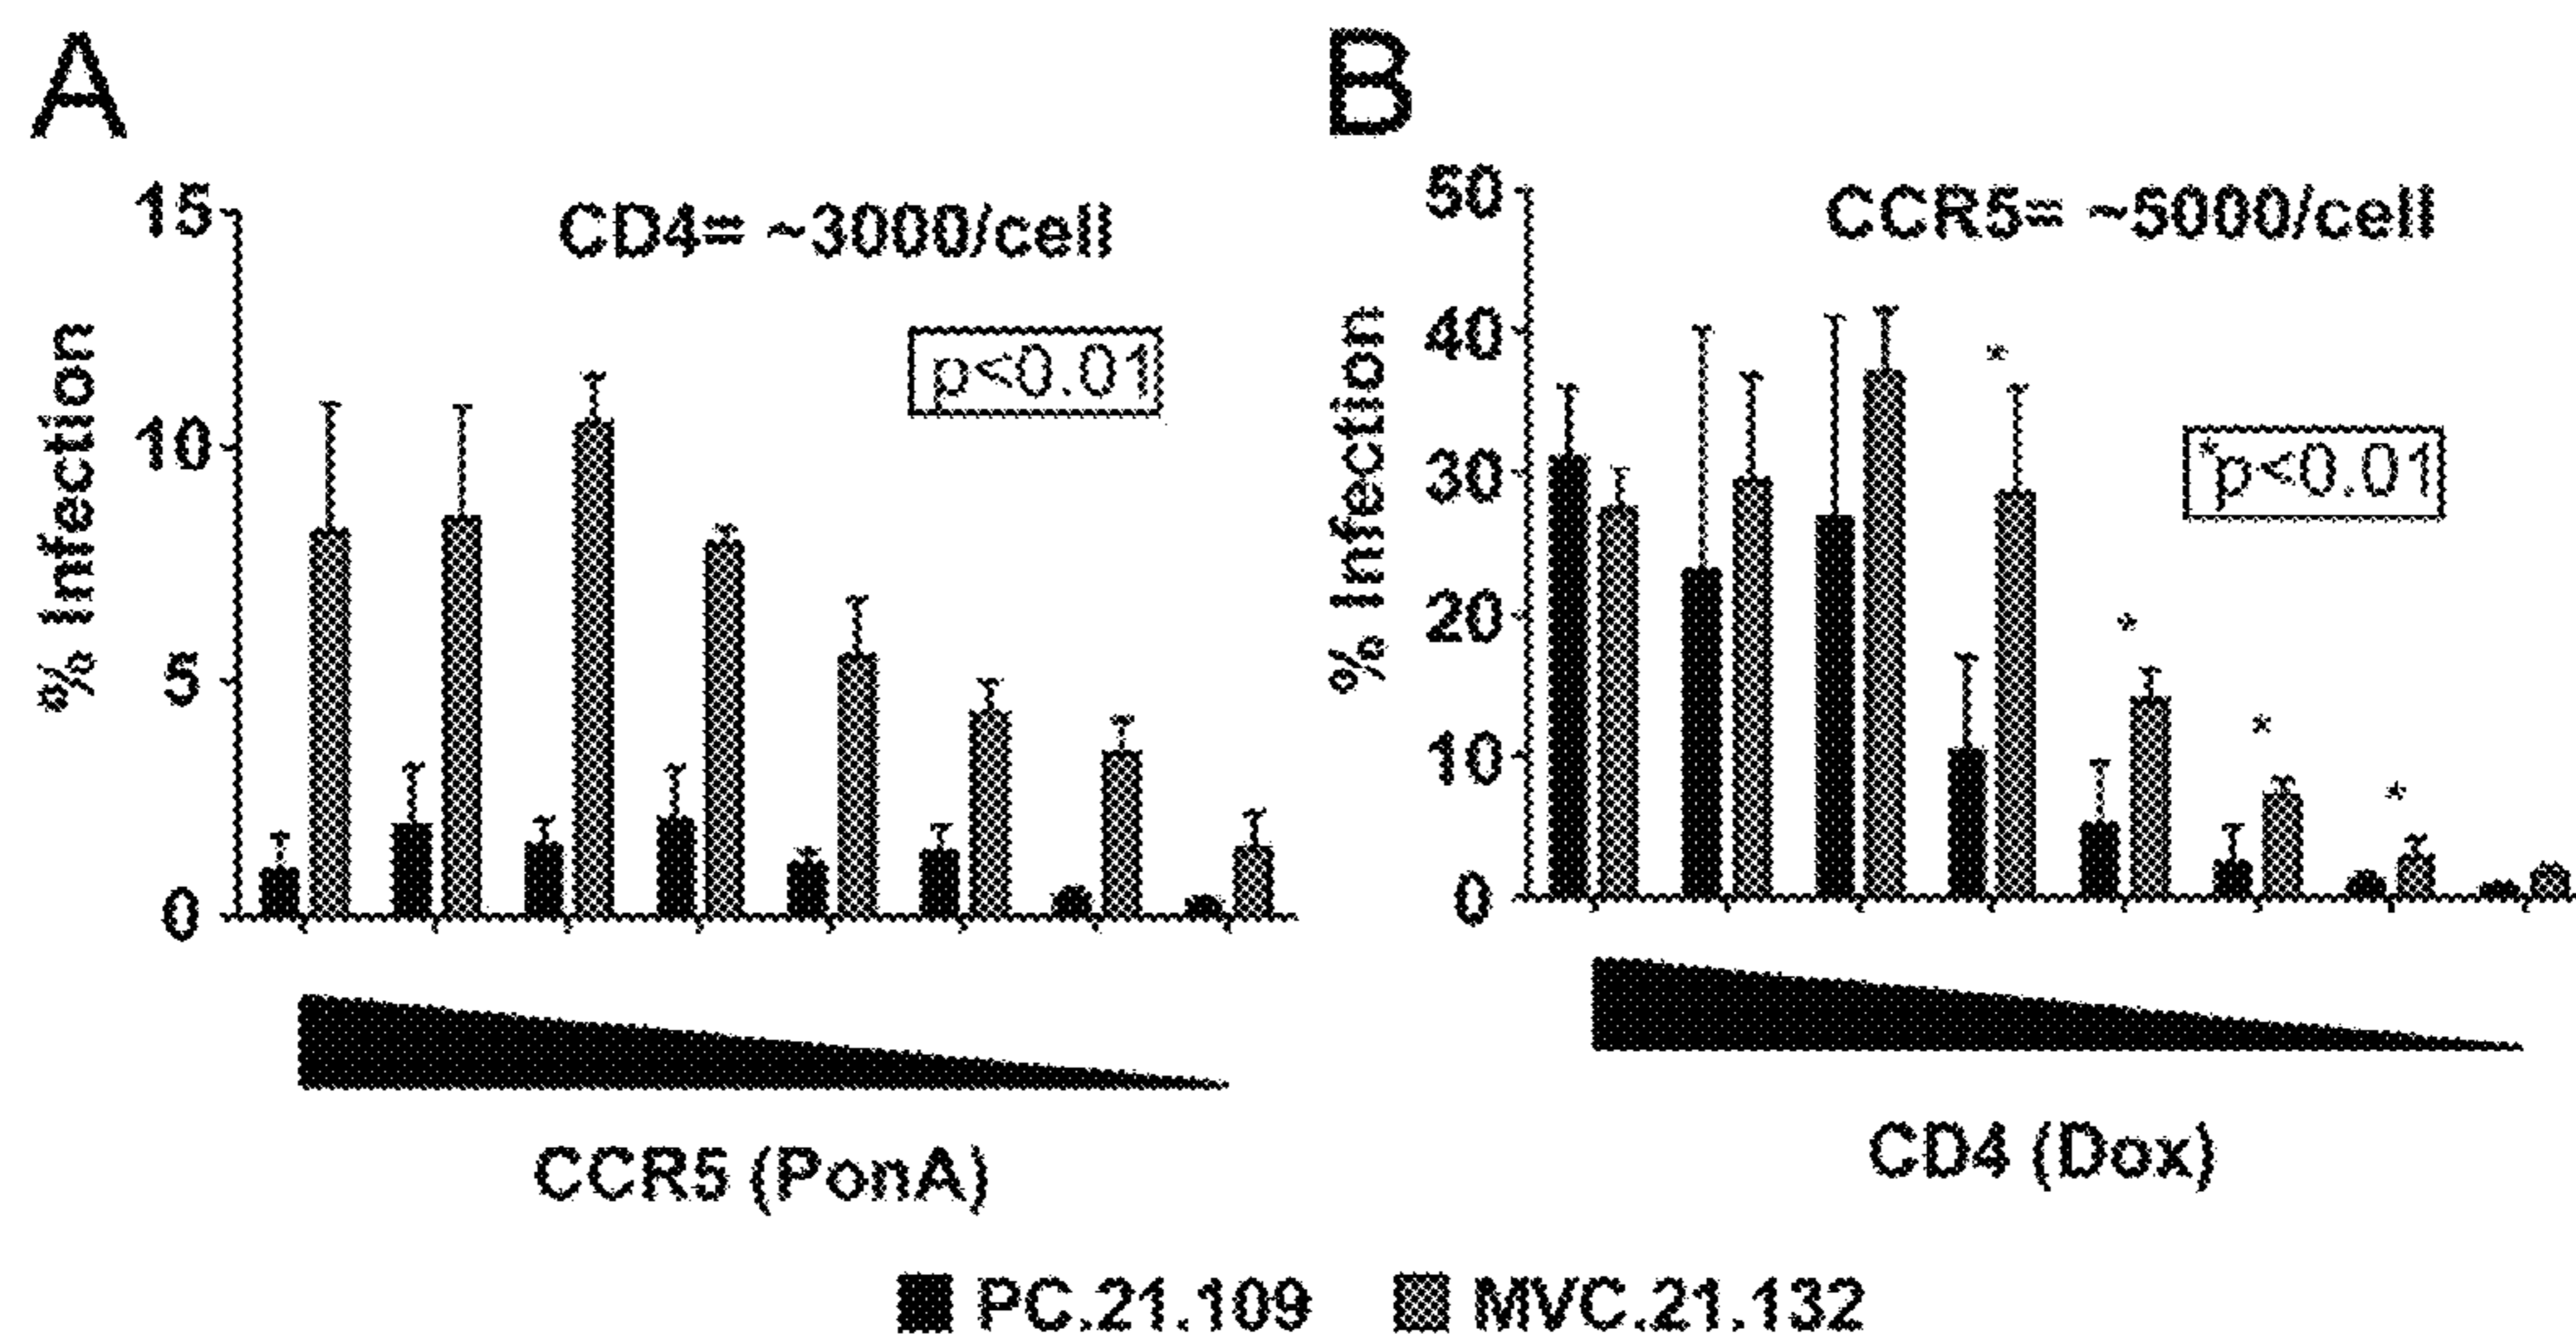 A
15
10
5
0
% Infection
CD4= ~3000/cell
p<0.01
CCR5 (PonA)
B
50
40
30
20
10
0
% Infection
CCR5= ~5000/cell
*p<0.01
*
*
*
*
CD4 (Dox)
PC.21.109 MVC.21.132